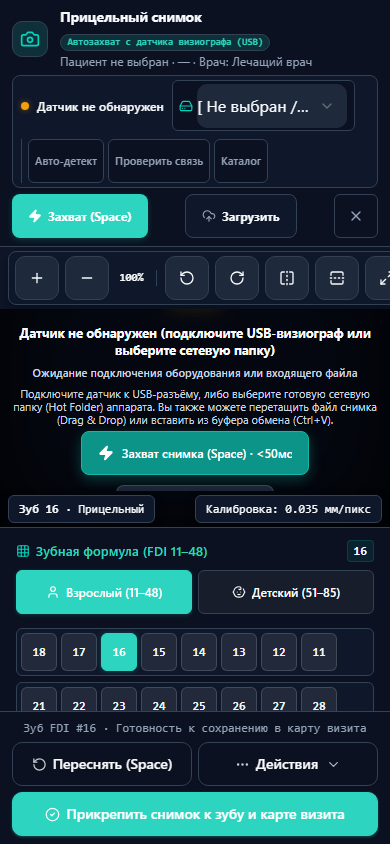 Прицельный снимок
Автозахват с датчика визиографа (USB)
Пациент не выбран · — · Врач: Лечащий врач
Датчик не обнаружен
[ Не выбран /...
Авто-детект
Проверить связь
Каталог
Захват (Space)
Загрузить
100%
Датчик не обнаружен (подключите USB-визиограф или
выберите сетевую папку)
Ожидание подключения оборудования или входящего файла
Подключите датчик к USB-разъёму, либо выберите готовую сетевую
папку (Hot Folder) аппарата. Вы также можете перетащить файл снимка
(Drag & Drop) или вставить из буфера обмена (Ctrl+V).
Захват снимка (Space) · <50мс
Зуб 16 · Прицельный
Калибровка: 0.035 мм/пикс
Зубная формула (FDI 11–48)
16
Взрослый (11–48)
Детский (51–85)
18 17 16 15 14 13 12 11
21 22 23 24 25 26 27 28
Зуб FDI #16 · Готовность к сохранению в карту визита
Переснять (Space)
Действия
Прикрепить снимок к зубу и карте визита